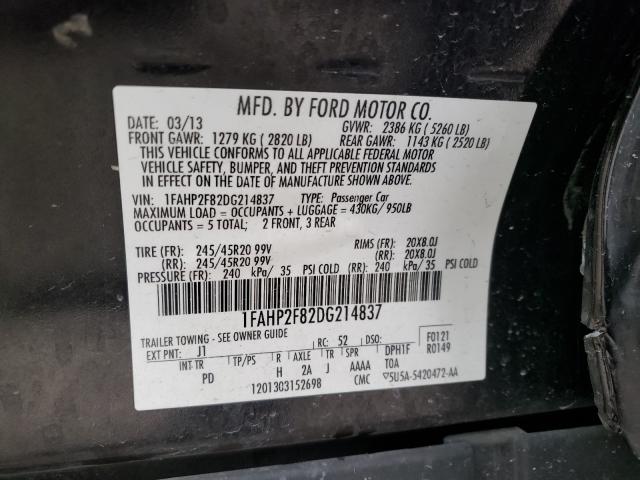 MFD. BY FORD MOTOR CO.
DATE: 03/13 GVWR: 2386 KG ( 5260 LB)
FRONT GAWR: 1279 KG ( 2820 LB) REAR GAWR: 1143 KG ( 2520 LB)
THIS VEHICLE CONFORMS TO ALL APPLICABLE FEDERAL MOTOR
VEHICLE SAFETY, BUMPER, AND THEFT PREVENTION STANDARDS
IN EFFECT ON THE DATE OF MANUFACTURE SHOWN ABOVE.
VIN: 1FAHP2F82DG214837 TYPE: Passenger Car
MAXIMUM LOAD = OCCUPANTS + LUGGAGE = 430KG/ 950LB
OCCUPANTS = 5 TOTAL; 2 FRONT, 3 REAR
TIRE (FR): 245/45R20 99V RIMS (FR): 20X8.0J
(RR): 245/45R20 99V (RR): 20X8.0J
PRESSURE (FR): 240 kPa/ 35 PSI COLD (RR): 240 kPa/ 35 PSI COLD
1FAHP2F82DG214837
TRAILER TOWING - SEE OWNER GUIDE
EXT PNT: J1 RC: 52 DSO: F0121
INT TR TP/PS R AXLE TR SPR DPH1F R0149
PD H 2A J AAAA TOA
1201303152698 CMC 5U5A-5420472-AA